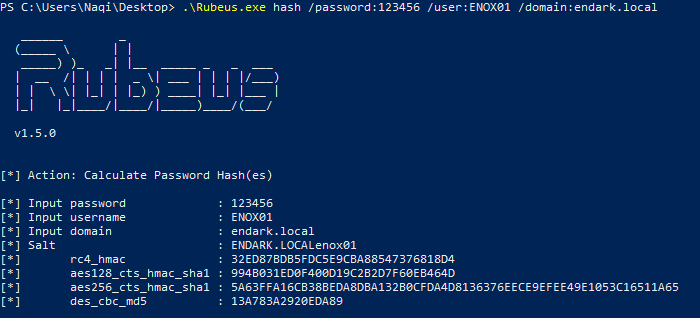 PS C:\Users\Naqi\Desktop> .\Rubeus.exe hash /password:123456 /user:ENOX01 /domain:endark.local
Rubeus
v1.5.0
[*] Action: Calculate Password Hash(es)
[*] Input password : 123456
[*] Input username : ENOX01
[*] Input domain : endark.local
[*] Salt : ENDARK.LOCALenox01
[*] rc4_hmac : 32ED87BDB5FDC5E9CBA88547376818D4
[*] aes128_cts_hmac_sha1 : 994B031ED0F400D19C2B2D7F60EB464D
[*] aes256_cts_hmac_sha1 : 5A63FFA16CB38BEDA8DBA132B0CFDA4D8136376EECE9EFEE49E1053C16511A65
[*] des_cbc_md5 : 13A783A2920EDA89